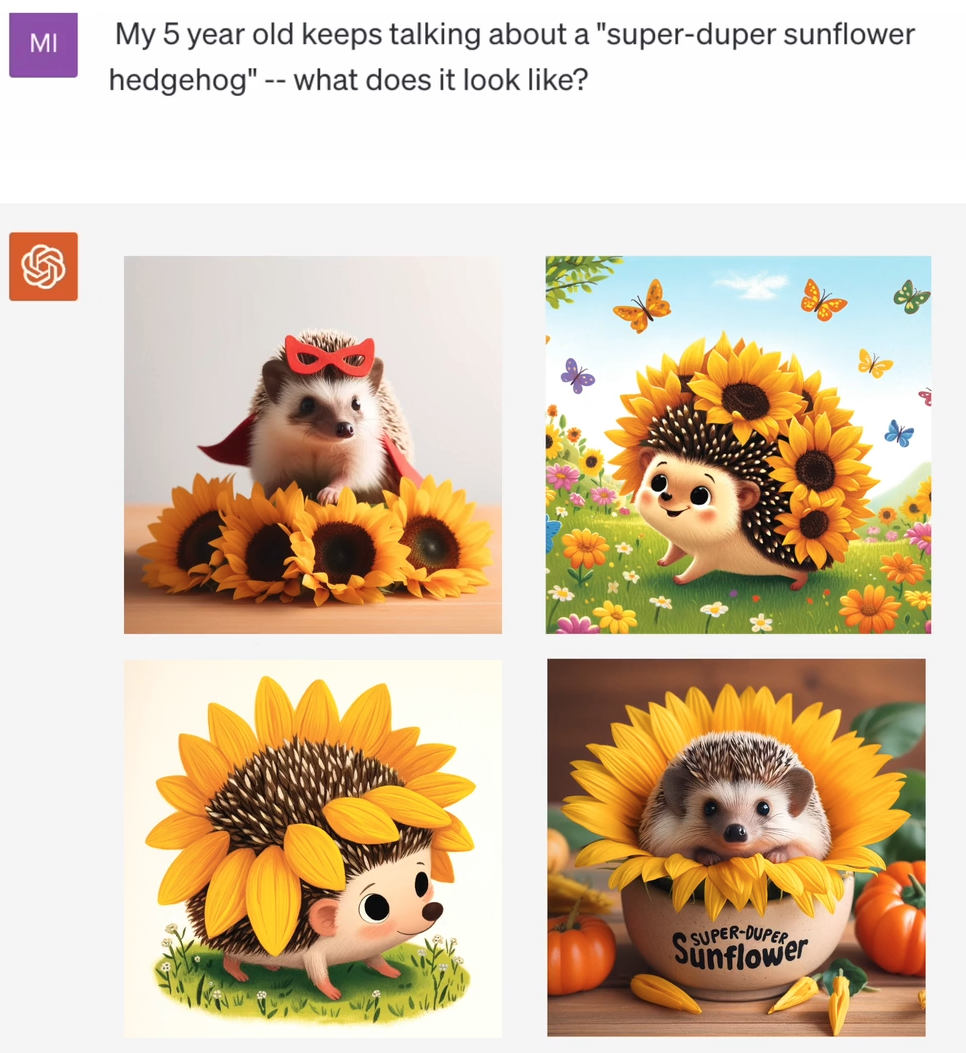 MI
My 5 year old keeps talking about a "super-duper sunflower
hedgehog" -- what does it look like?
SUPER-DUPER
Sunflower